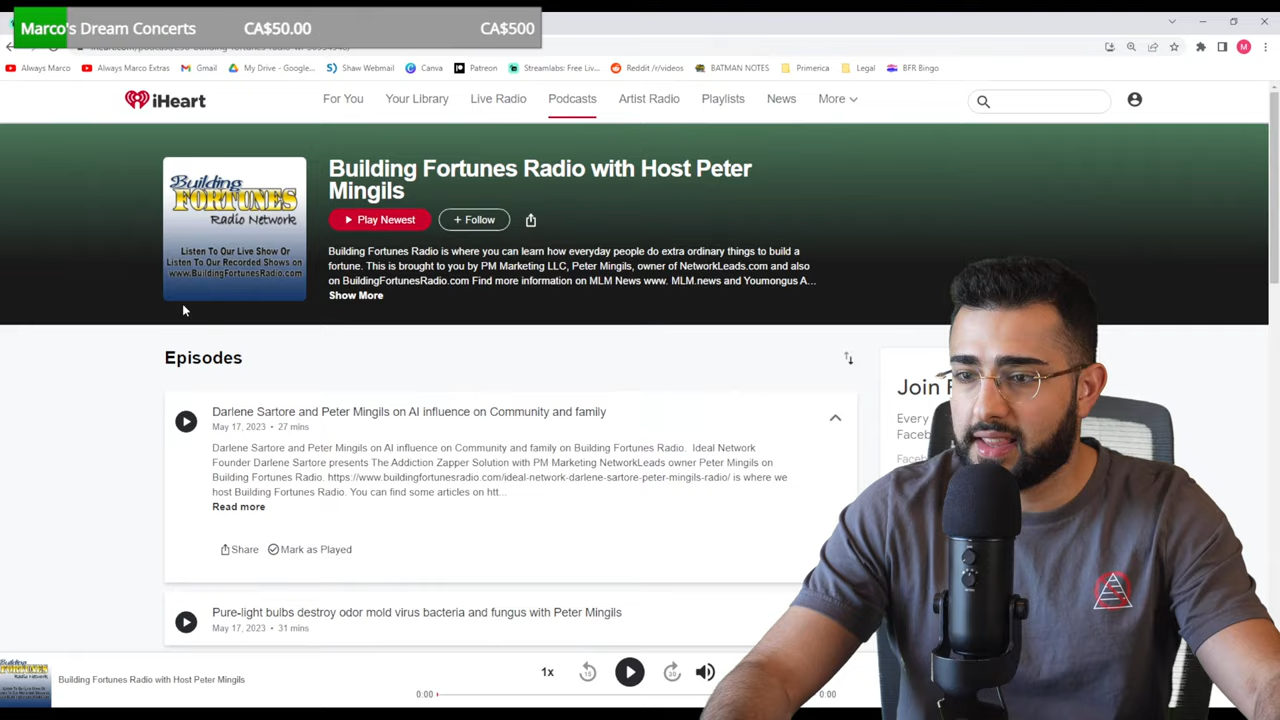 Marco's Dream Concerts CA$50.00 CA$500
Always Marco Always Marco Extras Gmail My Drive - Google... Shaw Webmail Canva Patreon Streamlabs: Free Liv... Reddit /r/videos BATMAN NOTES Primerica Legal BFR Bingo
iHeart For You Your Library Live Radio Podcasts Artist Radio Playlists News More
Building FORTUNES Radio Network
Listen To Our Live Show Or
Listen To Our Recorded Shows on
www.BuildingFortunesRadio.com
Building Fortunes Radio with Host Peter
Mingils
Play Newest + Follow
Building Fortunes Radio is where you can learn how everyday people do extra ordinary things to build a
fortune. This is brought to you by PM Marketing LLC, Peter Mingils, owner of NetworkLeads.com and also
on BuildingFortunesRadio.com Find more information on MLM News www. MLM.news and Youmongus A...
Show More
Episodes
Darlene Sartore and Peter Mingils on AI influence on Community and family
May 17, 2023 • 27 mins
Darlene Sartore and Peter Mingils on AI influence on Community and family on Building Fortunes Radio. Ideal Network
Founder Darlene Sartore presents The Addiction Zapper Solution with PM Marketing NetworkLeads owner Peter Mingils on
Building Fortunes Radio. https://www.buildingfortunesradio.com/ideal-network-darlene-sartore-peter-mingils-radio/ is where we
host Building Fortunes Radio. You can find some articles on htt...
Read more
Share Mark as Played
Join
Every
Faceb
Pure-light bulbs destroy odor mold virus bacteria and fungus with Peter Mingils
May 17, 2023 • 31 mins
Building Fortunes Radio with Host Peter Mingils
1x 15 30
0:00 0:00